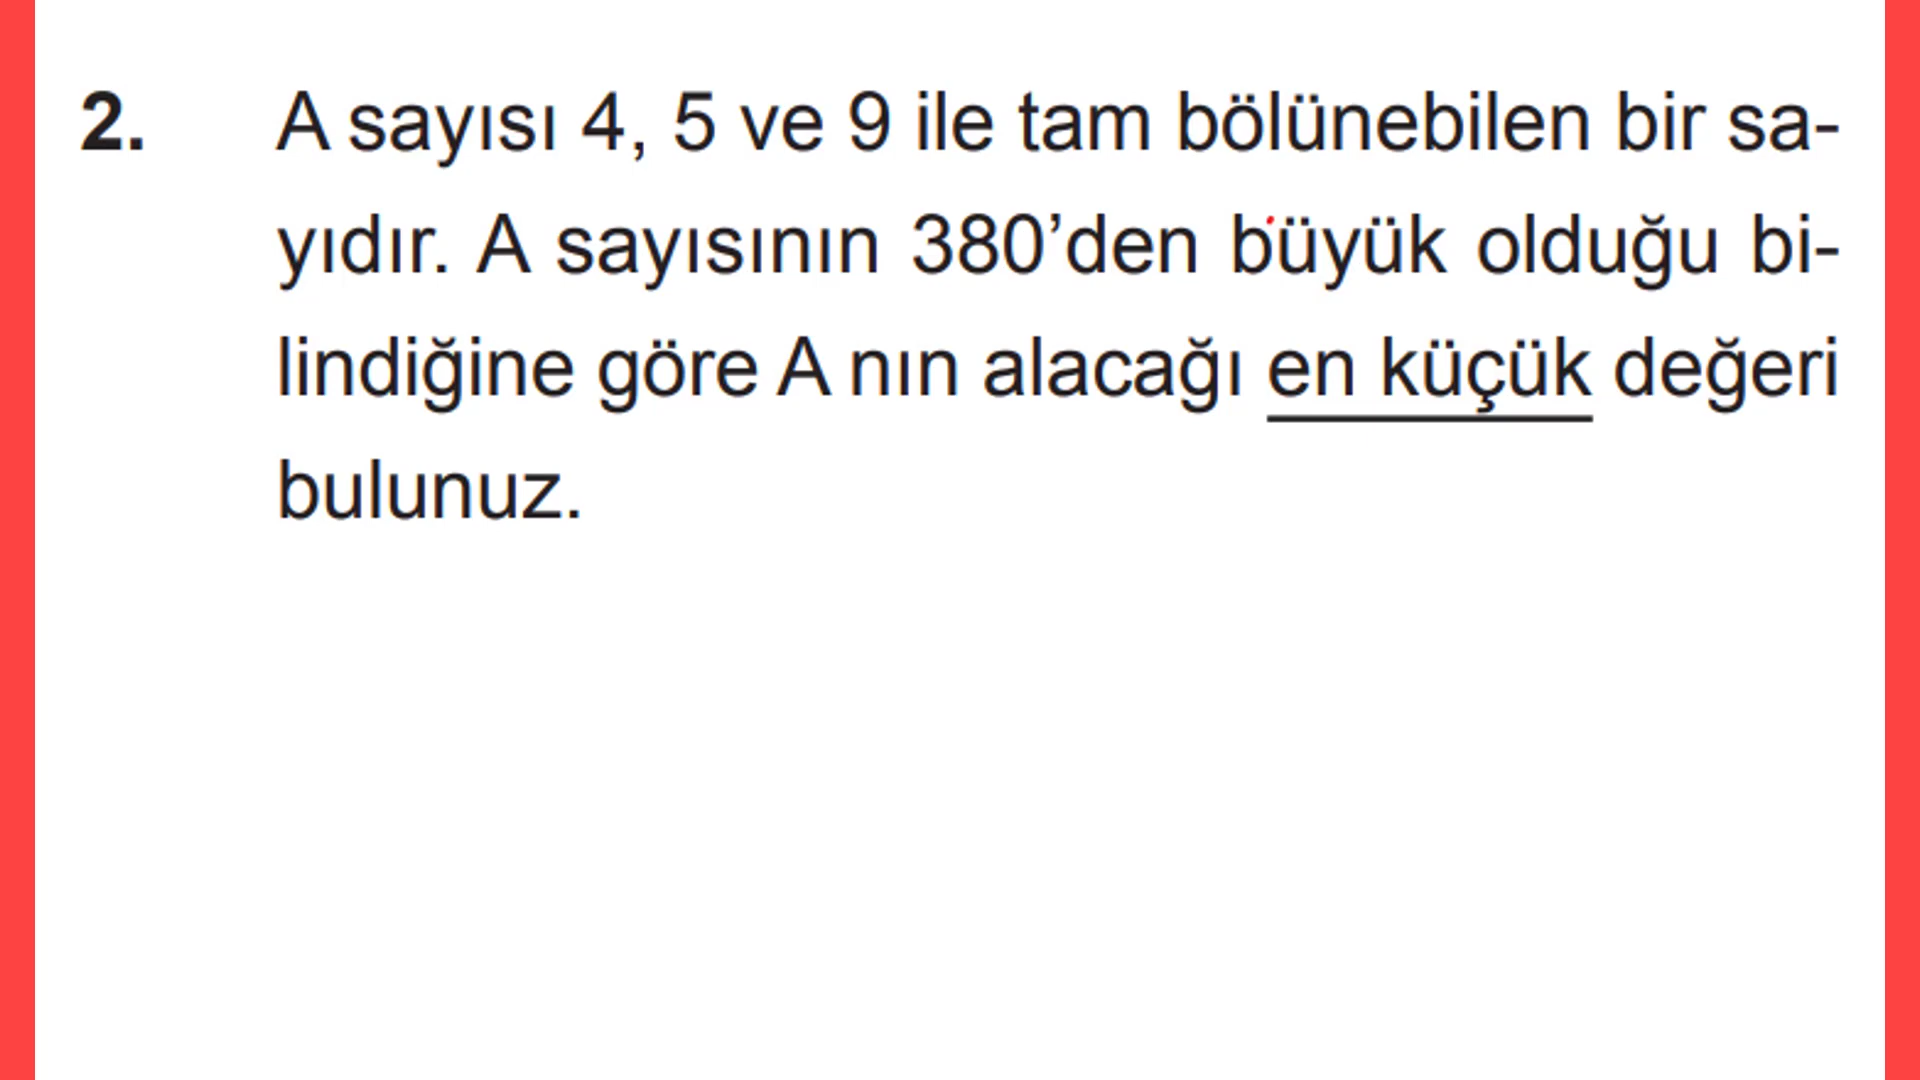 2. A sayısı 4, 5 ve 9 ile tam bölünebilen bir sa-
yıdır. A sayısının 380’den büyük olduğu bi-
lindiğine göre A nın alacağı en küçük değeri
bulunuz.